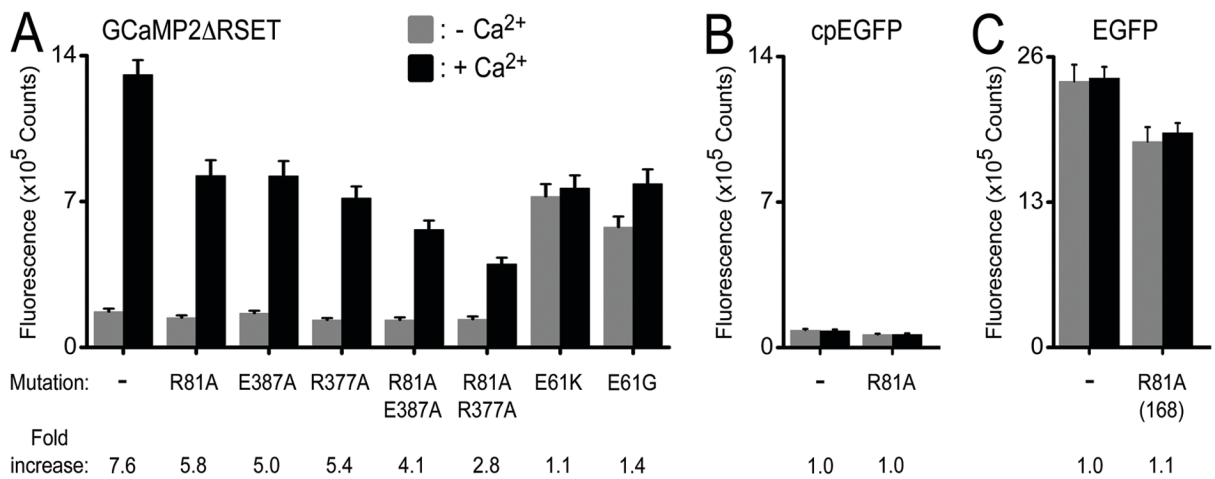 A GCaMP2ΔRSET
: - Ca2+
: + Ca2+
Fluorescence (x10^5 Counts)
14
7
0
Mutation: - R81A E387A R377A R81A R81A E61K E61G
E387A R377A
Fold
increase: 7.6 5.8 5.0 5.4 4.1 2.8 1.1 1.4
B cpEGFP
Fluorescence (x10^5 Counts)
14
7
0
- R81A
1.0 1.0
C EGFP
Fluorescence (x10^5 Counts)
26
13
0
- R81A
(168)
1.0 1.1